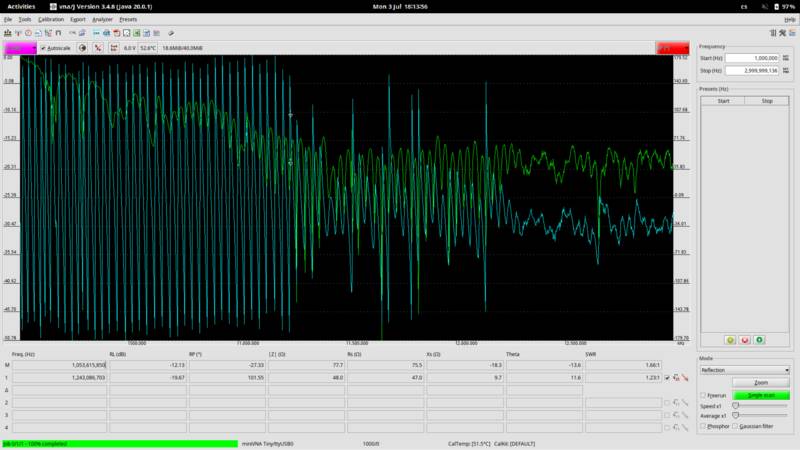 Activities vna/J Version 3.4.8 (Java 20.0.1) Mon 3 Jul 18:13:56 cs 97 %
File Tools Calibration Export Analyzer Presets Help
Autoscale 6.0 V 52.6°C 18.6MiB/40.0MiB
Frequency
Start (Hz) 1,000,000
Stop (Hz) 2,999,999,136
Presets (Hz)
Start Stop
0.00 179.52
-5.08 143.60
-10.15 107.68
-15.23 71.76
-20.31 35.83
-25.39 -0.09
-30.42 -36.01
-35.54 -71.93
-40.62 -107.86
-45.70 -143.78
-50.78 -179.70
1500.000 11,000.000 11,500.000 12,000.000 12,500.000 kHz
Freq. (Hz) RL (dB) RP (°) |Z| (Ω) Rs (Ω) Xs (Ω) Theta SWR
M 1,053,615,850 -12.13 -27.33 77.7 75.5 -18.3 -13.6 1.66:1
1 1,243,086,703 -19.67 101.55 48.0 47.0 9.7 11.6 1.23:1
Δ
2
3
4
Mode
Reflection
Zoom
Freerun Single scan
Speed x1
Average x1
Phosphor Gaussian filter
Job 0/1/1 - 100% completed miniVNA Tiny/ttyUSB0 1000/0 CalTemp: [51.5°C] CalKit: [DEFAULT]